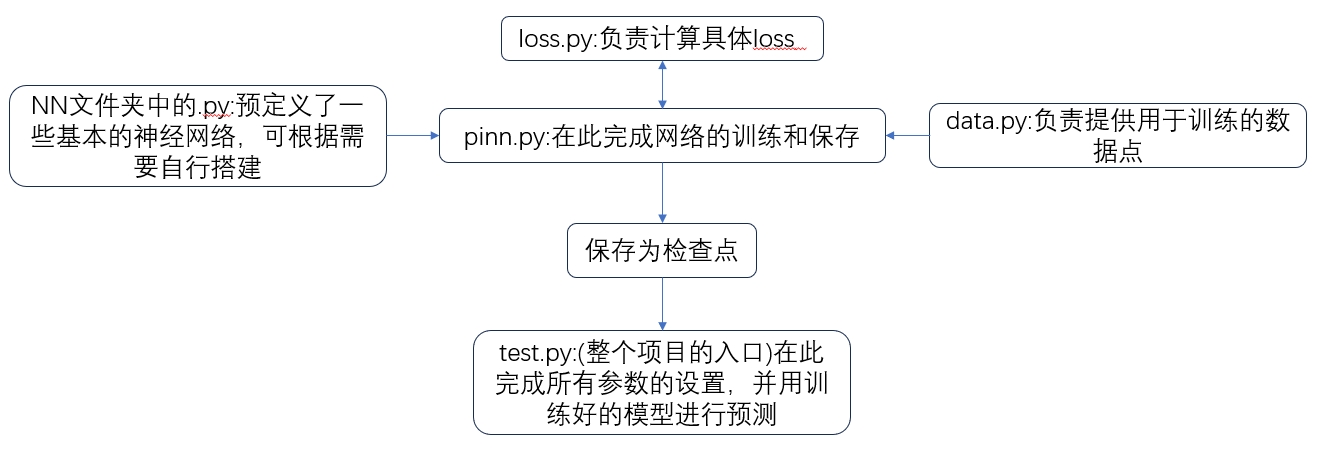 loss.py:负责计算具体loss
NN文件夹中的.py:预定义了一
些基本的神经网络，可根据需
要自行搭建
pinn.py:在此完成网络的训练和保存
data.py:负责提供用于训练的数
据点
保存为检查点
test.py:(整个项目的入口)在此
完成所有参数的设置，并用训
练好的模型进行预测